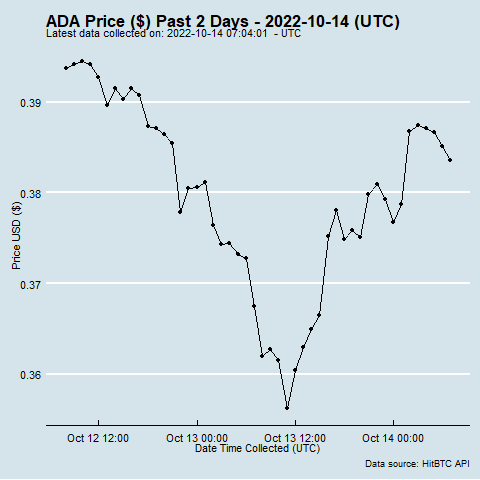 ADA Price ($) Past 2 Days - 2022-10-14 (UTC)
Latest data collected on: 2022-10-14 07:04:01  - UTC
0.39
0.38
0.37
0.36
Price USD ($)
Oct 12 12:00 Oct 13 00:00 Oct 13 12:00 Oct 14 00:00
Date Time Collected (UTC)
Data source: HitBTC API